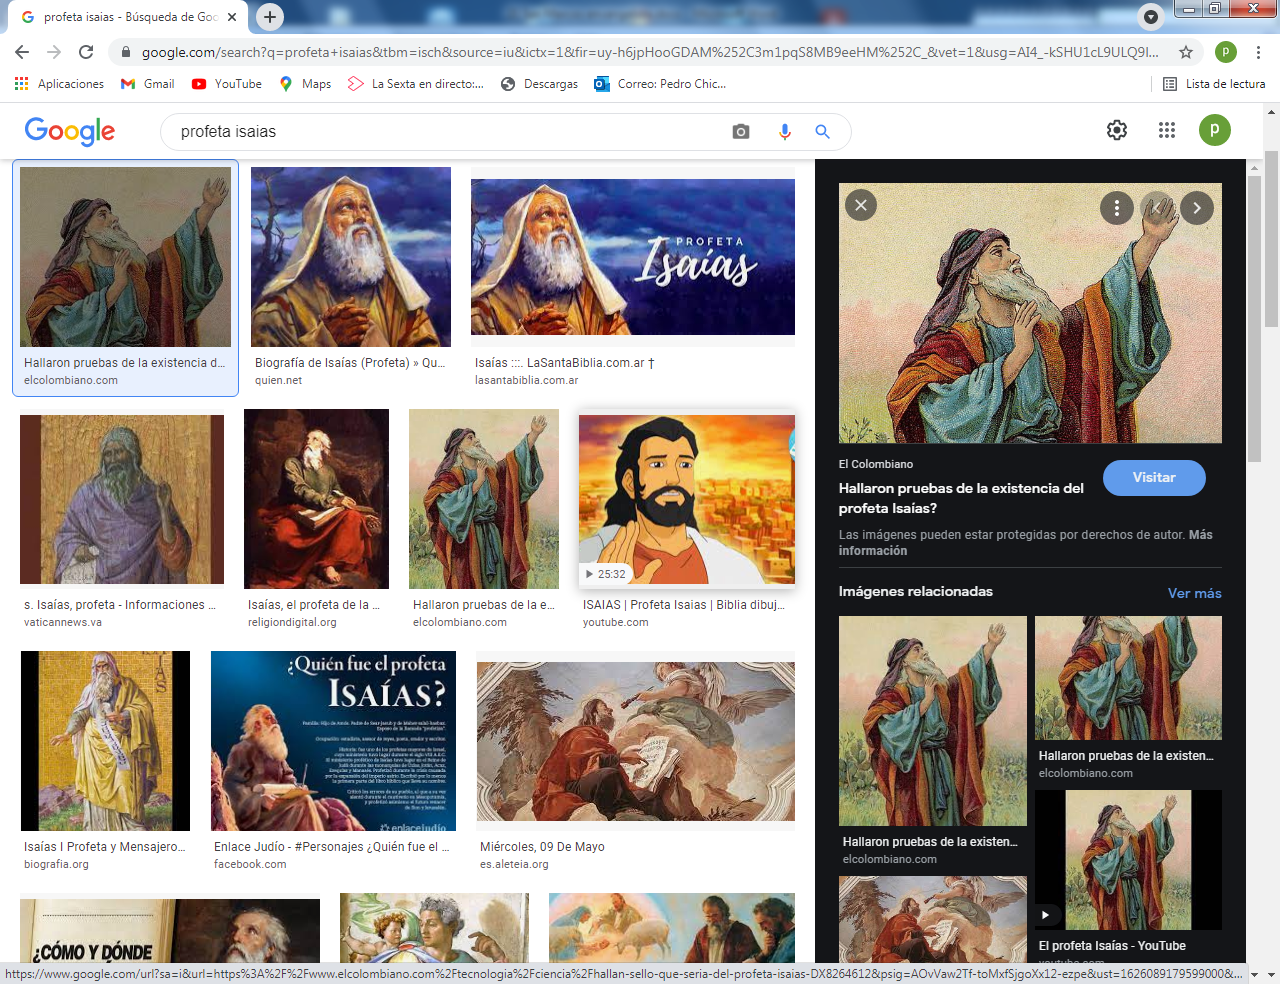 profeta isaias - Búsqueda de Goo
google.com/search?q=profeta+isaias&tbm=isch&source=iu&ictx=1&fir=uy-h6jpHooGDAM%252C3m1pqS8MB9eeHM%252C_&vet=1&usg=AI4_-kSHU1cL9ULQ9l...
p
Aplicaciones
Gmail
YouTube
Maps
La Sexta en directo:...
Descargas
Correo: Pedro Chic...
Lista de lectura
Google
profeta isaias
p
Hallaron pruebas de la existencia d...
elcolombiano.com
Biografía de Isaías (Profeta) » Qu...
quien.net
PROFETA
Isaías
Isaías :::. LaSantaBiblia.com.ar †
lasantabiblia.com.ar
s. Isaías, profeta - Informaciones ...
vaticannews.va
Isaías, el profeta de la ...
religiondigital.org
Hallaron pruebas de la e...
elcolombiano.com
25:32
ISAIAS | Profeta Isaias | Biblia dibuj...
youtube.com
Isaías I Profeta y Mensajero...
biografia.org
¿Quién fue el profeta
ISAÍAS?
enlacejudío
Enlace Judío - #Personajes ¿Quién fue el ...
facebook.com
Miércoles, 09 De Mayo
es.aleteia.org
¿CÓMO Y DÓNDE
El Colombiano
Hallaron pruebas de la existencia del
profeta Isaías?
Visitar
Las imágenes pueden estar protegidas por derechos de autor. Más
información
Imágenes relacionadas
Ver más
Hallaron pruebas de la existen...
elcolombiano.com
Hallaron pruebas de la existen...
elcolombiano.com
El profeta Isaías - YouTube
youtube.com
https://www.google.com/url?sa=i&url=https%3A%2F%2Fwww.elcolombiano.com%2Ftecnologia%2Fciencia%2Fhallan-sello-que-seria-del-profeta-isaias-DX8264612&psig=AOvVaw2Tf-toMxfSjgoXx12-ezpe&ust=1626089179599000&...